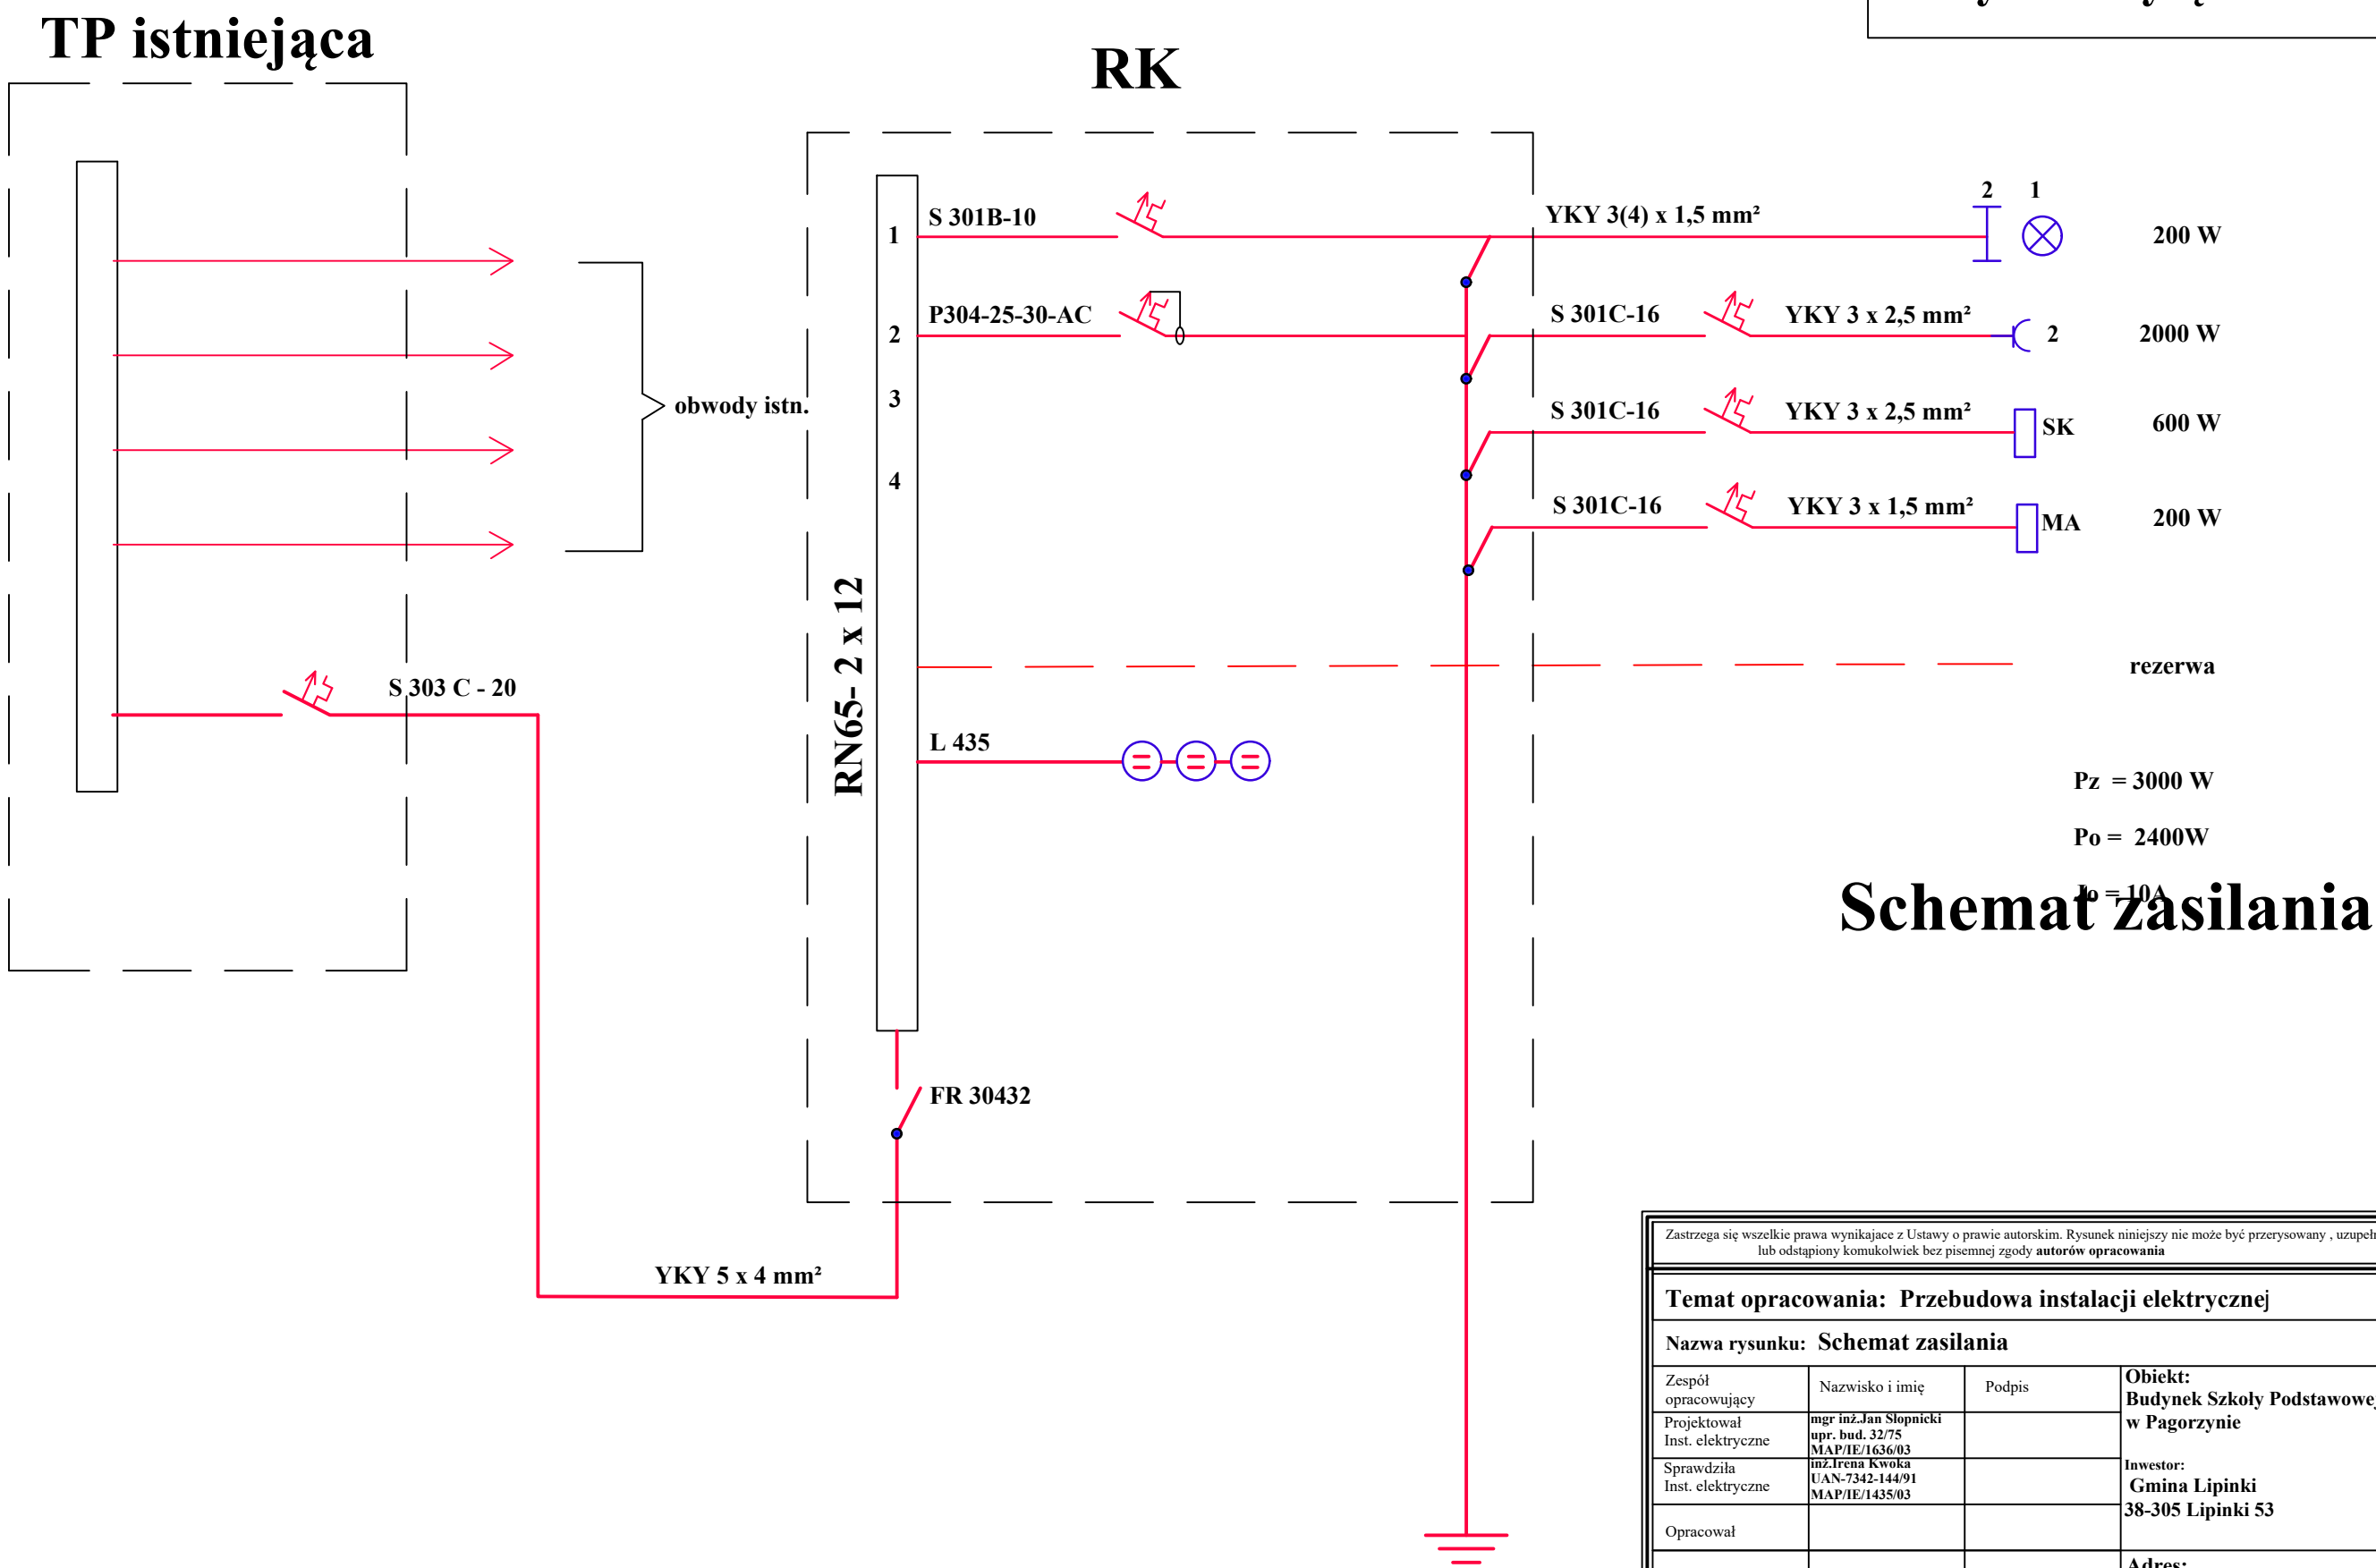 TP istniejąca
RK
obwody istn.
S 303 C - 20
YKY 5 x 4 mm²
RN65- 2 x 12
1
2
3
4
S 301B-10
P304-25-30-AC
L 435
FR 30432
YKY 3(4) x 1,5 mm²
2 1
200 W
S 301C-16
YKY 3 x 2,5 mm²
2
2000 W
S 301C-16
YKY 3 x 2,5 mm²
SK
600 W
S 301C-16
YKY 3 x 1,5 mm²
MA
200 W
rezerwa
Pz = 3000 W
Po = 2400W
= 10A
Schemat zasilania
Zastrzega się wszelkie prawa wynikajace z Ustawy o prawie autorskim. Rysunek niniejszy nie może być przerysowany ,
lub odstąpiony komukolwiek bez pisemnej zgody autorów opracowania
Temat opracowania: Przebudowa instalacji elektrycznej
Nazwa rysunku: Schemat zasilania
Zespół
opracowujący
Nazwisko i imię
Podpis
Obiekt:
Budynek Szkoły Podstawowej
w Pagorzynie
Projektował
Inst. elektryczne
mgr inż.Jan Słopnicki
upr. bud. 32/75
MAP/IE/1636/03
Sprawdziła
Inst. elektryczne
inż.Irena Kwoka
UAN-7342-144/91
MAP/IE/1435/03
Inwestor:
Gmina Lipinki
38-305 Lipinki 53
Opracował
Adres: